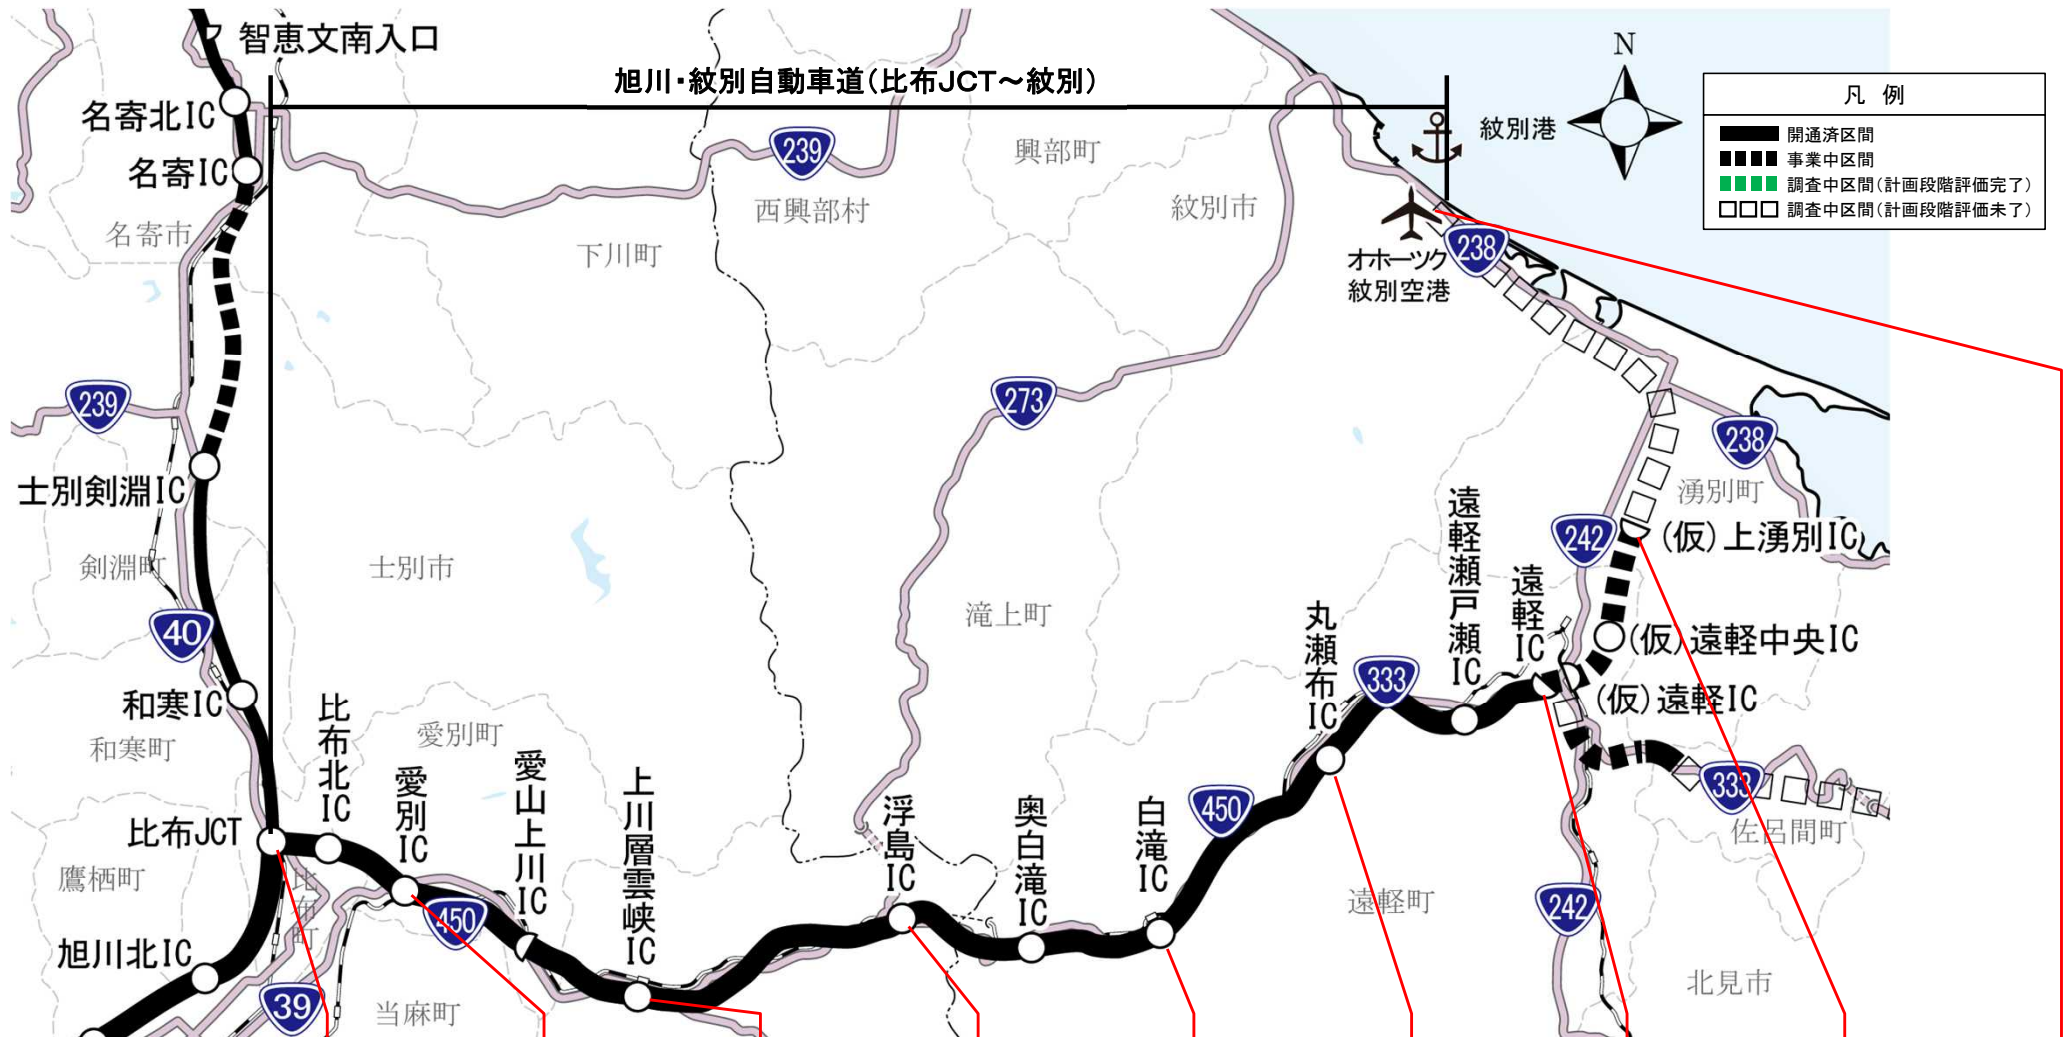 智恵文南入口
旭川・紋別自動車道(比布JCT～紋別)
N
凡 例
開通済区間
事業中区間
調査中区間(計画段階評価完了)
調査中区間(計画段階評価未了)
名寄北IC
名寄IC
名寄市
239
下川町
西興部村
興部町
紋別市
紋別港
オホーツク
紋別空港
238
239
273
238
湧別町
士別剣淵IC
剣淵町
士別市
滝上町
242
(仮)上湧別IC
遠軽瀬戸瀬IC
遠軽IC
丸瀬布IC
(仮)遠軽中央IC
(仮)遠軽IC
40
和寒IC
和寒町
333
333
佐呂間町
比布北IC
愛別町
愛別IC
愛山上川IC
上川層雲峡IC
浮島IC
奥白滝IC
白滝IC
450
比布JCT
鷹栖町
比布町
450
遠軽町
242
旭川北IC
39
当麻町
北見市